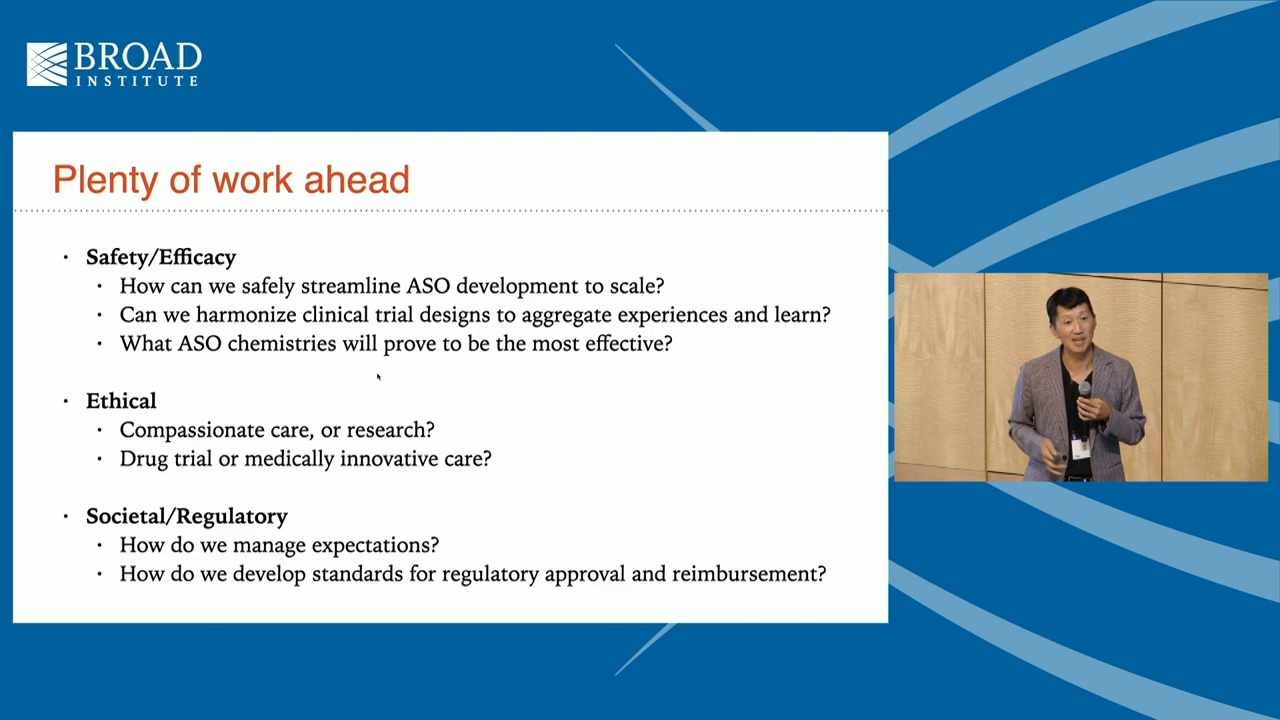 BROAD
INSTITUTE
Plenty of work ahead
· Safety/Efficacy
· How can we safely streamline ASO development to scale?
· Can we harmonize clinical trial designs to aggregate experiences and learn?
· What ASO chemistries will prove to be the most effective?
· Ethical
· Compassionate care, or research?
· Drug trial or medically innovative care?
· Societal/Regulatory
· How do we manage expectations?
· How do we develop standards for regulatory approval and reimbursement?